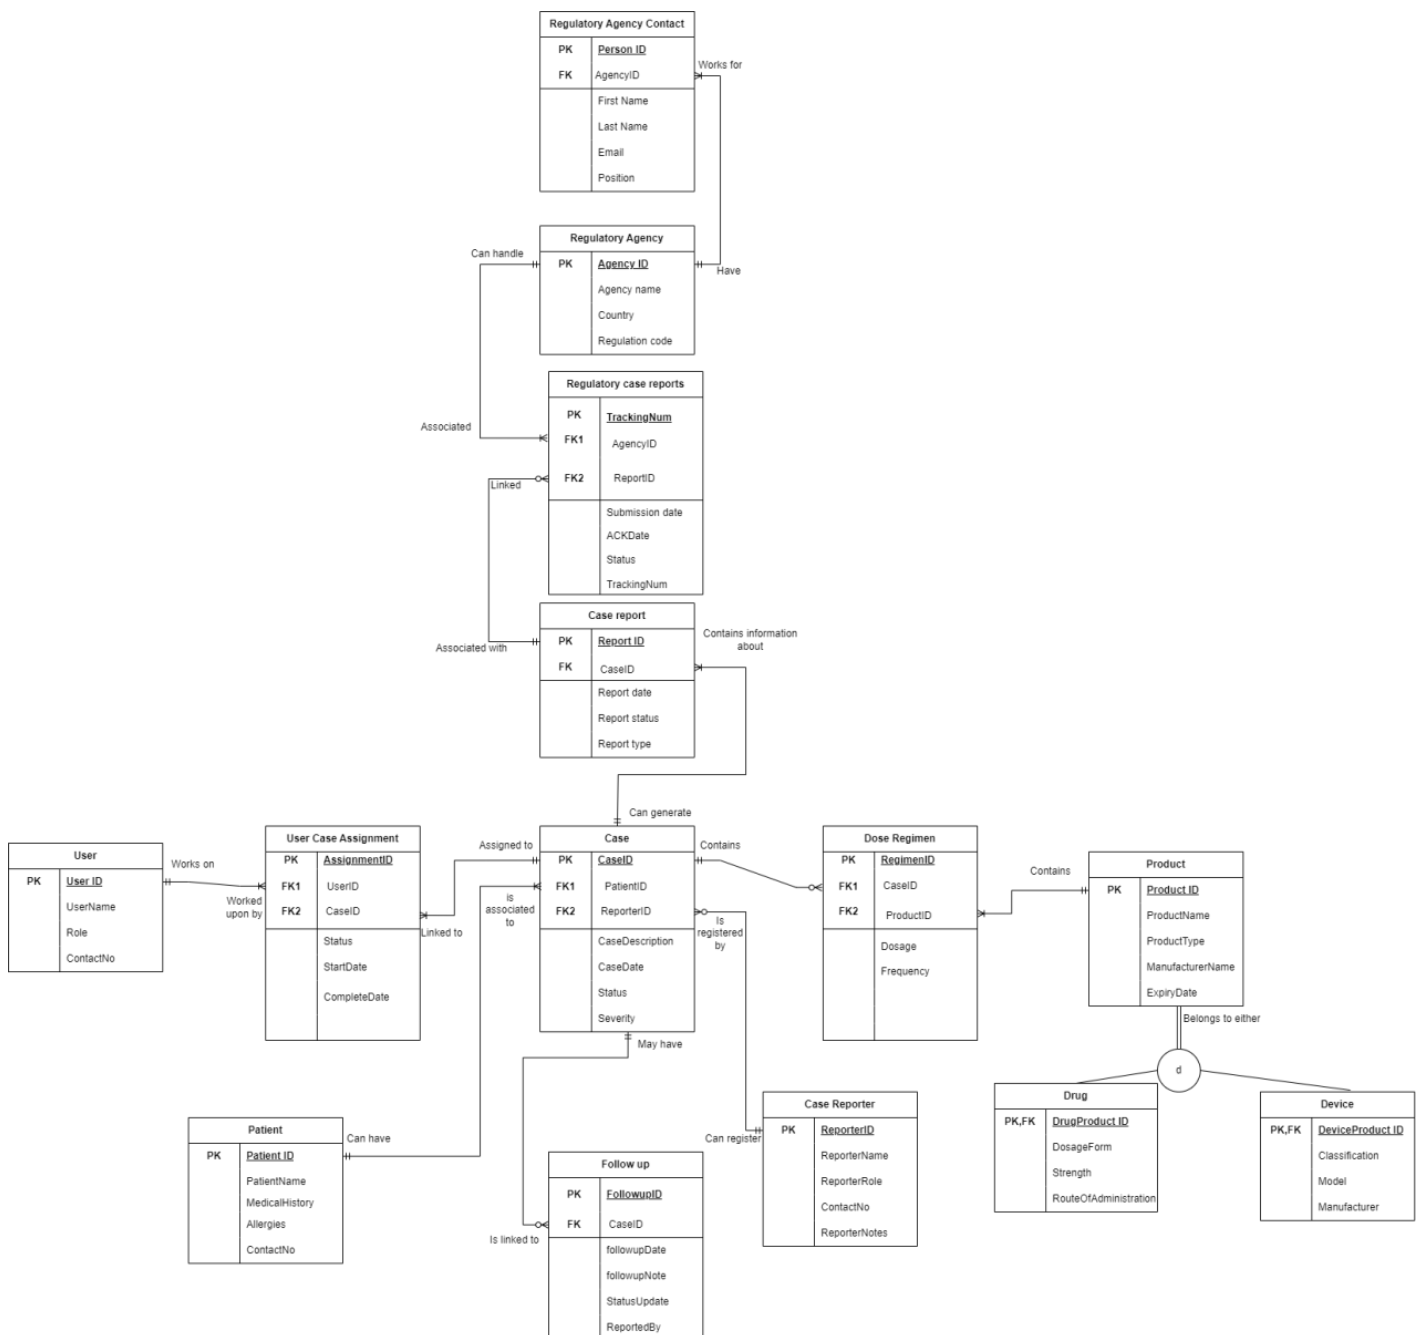 Regulatory Agency Contact
PK Person ID
FK AgencyID
First Name
Last Name
Email
Position
Works for
Regulatory Agency
PK Agency ID
Agency name
Country
Regulation code
Can handle
Have
Regulatory case reports
PK TrackingNum
FK1 AgencyID
FK2 ReportID
Submission date
ACKDate
Status
TrackingNum
Associated
Linked
Case report
PK Report ID
FK CaseID
Report date
Report status
Report type
Associated with
Contains information
about
Can generate
User
PK User ID
UserName
Role
ContactNo
Works on
Worked
upon by
User Case Assignment
PK AssignmentID
FK1 UserID
FK2 CaseID
Status
StartDate
CompleteDate
Assigned to
Linked to
is
associated
to
Case
PK CaseID
FK1 PatientID
FK2 ReporterID
CaseDescription
CaseDate
Status
Severity
Contains
Is
registered
by
May have
Dose Regimen
PK RegimenID
FK1 CaseID
FK2 ProductID
Dosage
Frequency
Contains
Product
PK Product ID
ProductName
ProductType
ManufacturerName
ExpiryDate
Belongs to either
d
Drug
PK,FK DrugProduct ID
DosageForm
Strength
RouteOfAdministration
Device
PK,FK DeviceProduct ID
Classification
Model
Manufacturer
Patient
PK Patient ID
PatientName
MedicalHistory
Allergies
ContactNo
Can have
Case Reporter
PK ReporterID
ReporterName
ReporterRole
ContactNo
ReporterNotes
Can register
Follow up
PK FollowupID
FK CaseID
followupDate
followupNote
StatusUpdate
ReportedBy
Is linked to